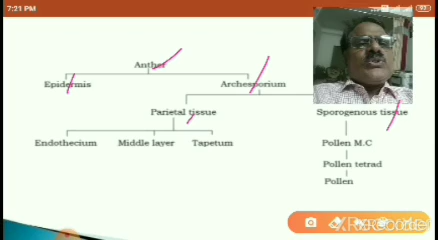 7:21 PM
Anther
Epidermis Archesporium
Parietal tissue Sporogenous tissue
Endothecium Middle layer Tapetum Pollen M.C
Pollen tetrad
Pollen